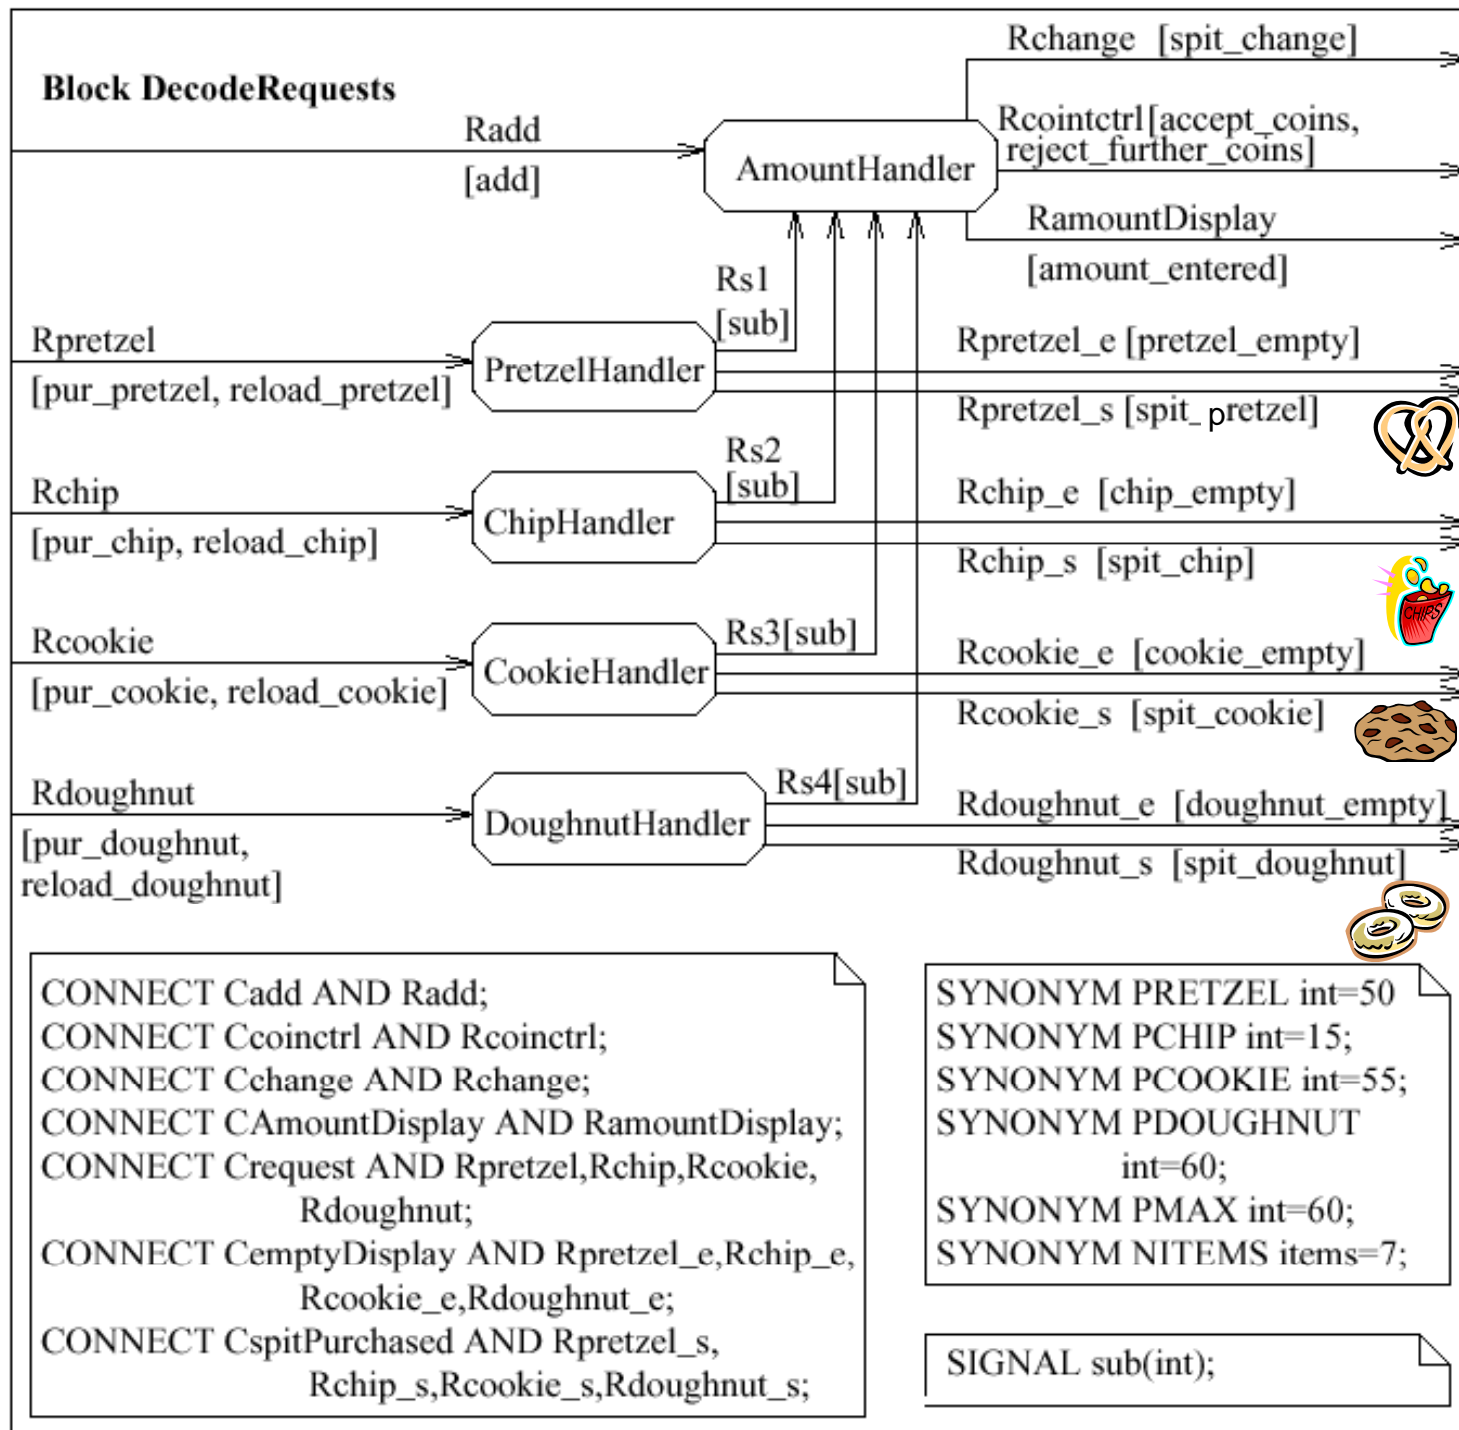 Block DecodeRequests
Radd
[add]
AmountHandler
Rchange [spit_change]
Rcointctrl[accept_coins,
reject_further_coins]
RamountDisplay
[amount_entered]
Rs1
[sub]
Rpretzel
[pur_pretzel, reload_pretzel]
PretzelHandler
Rpretzel_e [pretzel_empty]
Rpretzel_s [spit_ pretzel]
Rs2
[sub]
Rchip
[pur_chip, reload_chip]
ChipHandler
Rchip_e [chip_empty]
Rchip_s [spit_chip]
CHIPS
Rs3[sub]
Rcookie
[pur_cookie, reload_cookie]
CookieHandler
Rcookie_e [cookie_empty]
Rcookie_s [spit_cookie]
Rs4[sub]
Rdoughnut
[pur_doughnut,
reload_doughnut]
DoughnutHandler
Rdoughnut_e [doughnut_empty]
Rdoughnut_s [spit_doughnut]
CONNECT Cadd AND Radd;
CONNECT Ccoinctrl AND Rcoinctrl;
CONNECT Cchange AND Rchange;
CONNECT CAmountDisplay AND RamountDisplay;
CONNECT Crequest AND Rpretzel,Rchip,Rcookie,
Rdoughnut;
CONNECT CemptyDisplay AND Rpretzel_e,Rchip_e,
Rcookie_e,Rdoughnut_e;
CONNECT CspitPurchased AND Rpretzel_s,
Rchip_s,Rcookie_s,Rdoughnut_s;
SYNONYM PRETZEL int=50
SYNONYM PCHIP int=15;
SYNONYM PCOOKIE int=55;
SYNONYM PDOUGHNUT
int=60;
SYNONYM PMAX int=60;
SYNONYM NITEMS items=7;
SIGNAL sub(int);